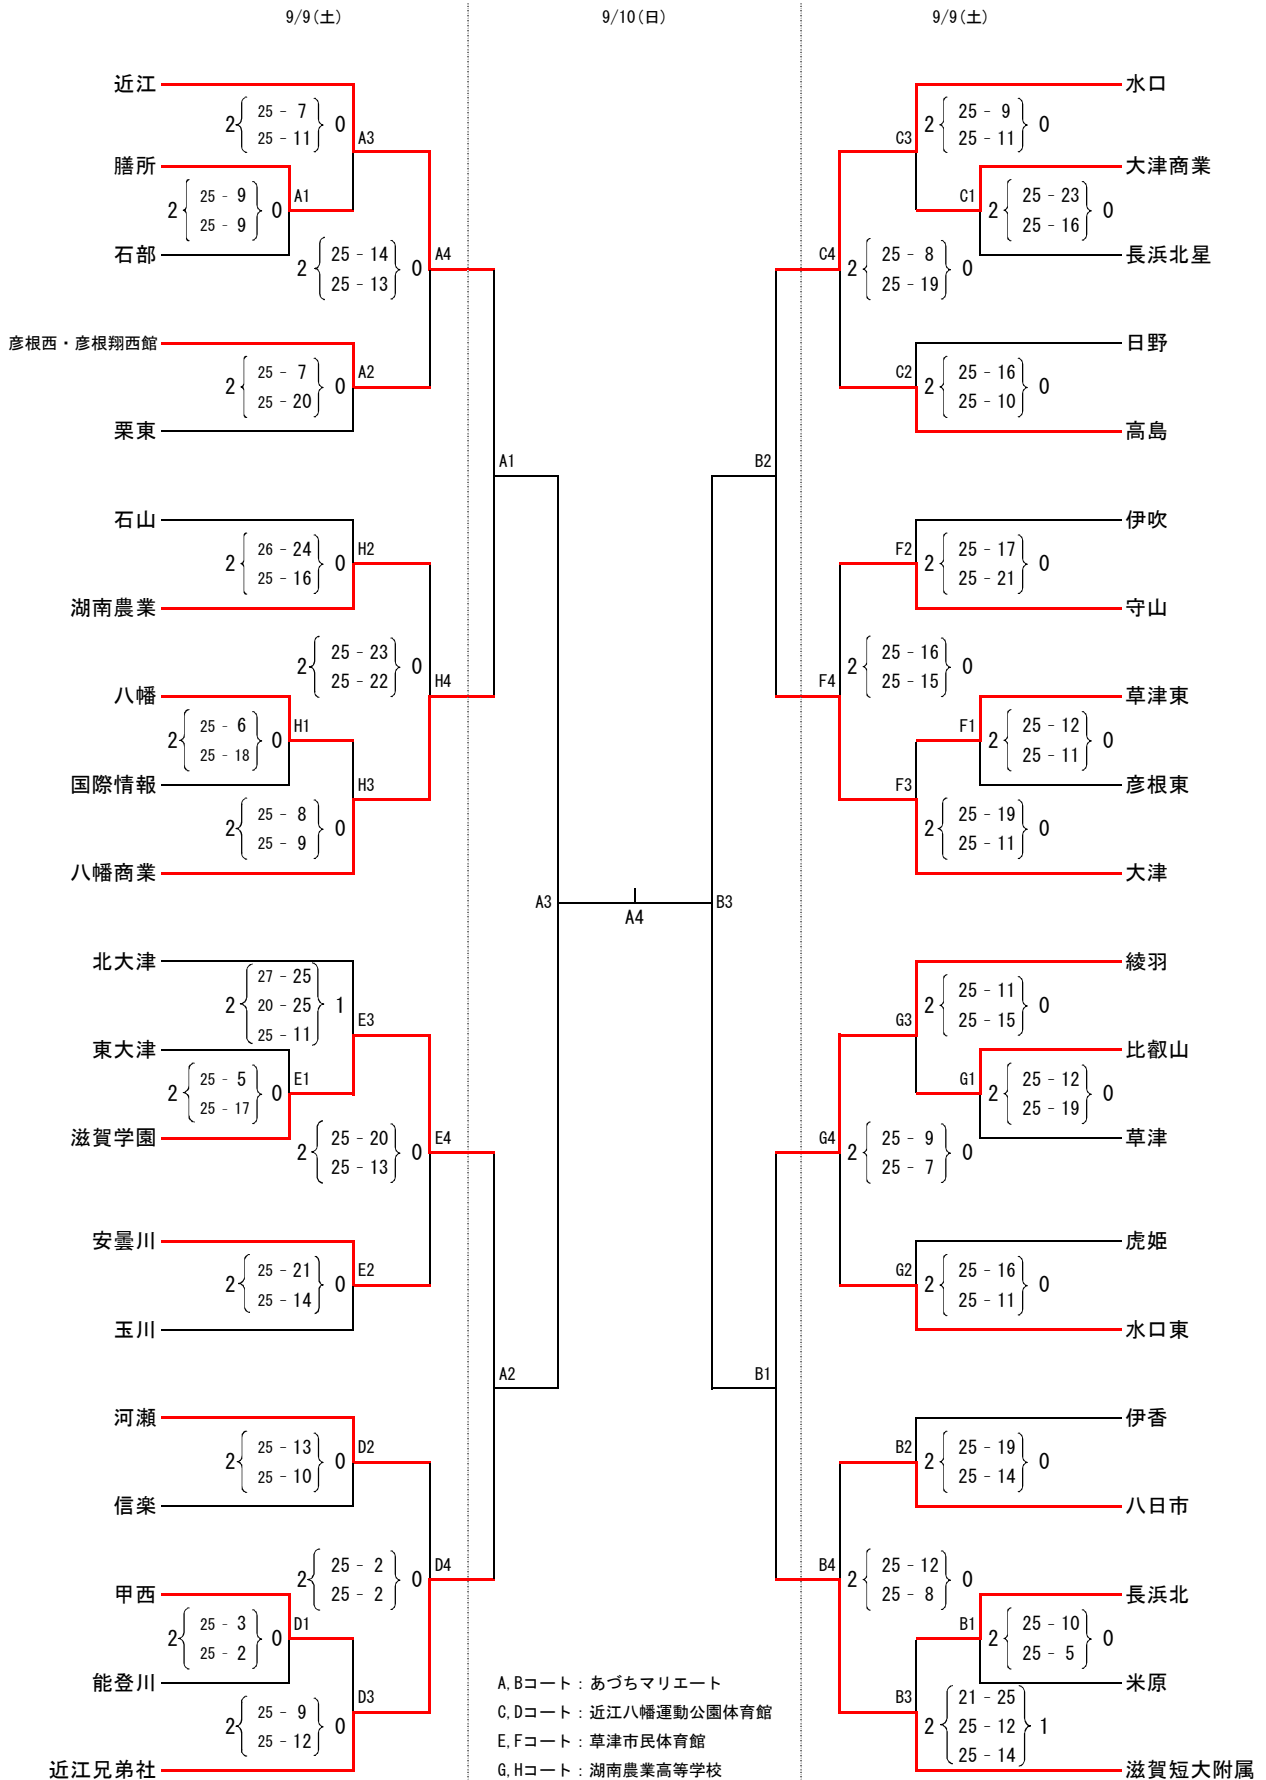 9/9(土)
9/10(日)
9/9(土)
近江
2 25 - 7 0
25 - 11
A3
膳所
2 25 - 9 0
25 - 9
A1
石部
2 25 - 14 0
25 - 13
A4
彦根西・彦根翔西館
2 25 - 7 0
25 - 20
A2
栗東
A1
石山
2 26 - 24 0
25 - 16
H2
湖南農業
2 25 - 23 0
25 - 22
H4
八幡
2 25 - 6 0
25 - 18
H1
国際情報
H3
2 25 - 8 0
25 - 9
八幡商業
A3
A4
B3
北大津
27 - 25
2 20 - 25 1
25 - 11
E3
東大津
2 25 - 5 0
25 - 17
E1
滋賀学園
2 25 - 20 0
25 - 13
E4
安曇川
2 25 - 21 0
25 - 14
E2
玉川
A2
河瀬
2 25 - 13 0
25 - 10
D2
信楽
2 25 - 2 0
25 - 2
D4
甲西
2 25 - 3 0
25 - 2
D1
能登川
D3
2 25 - 9 0
25 - 12
近江兄弟社
水口
C3
2 25 - 9 0
25 - 11
大津商業
C1
2 25 - 23 0
25 - 16
長浜北星
C4
2 25 - 8 0
25 - 19
日野
C2
2 25 - 16 0
25 - 10
高島
B2
伊吹
F2
2 25 - 17 0
25 - 21
守山
F4
2 25 - 16 0
25 - 15
草津東
F1
2 25 - 12 0
25 - 11
彦根東
F3
2 25 - 19 0
25 - 11
大津
綾羽
G3
2 25 - 11 0
25 - 15
比叡山
G1
2 25 - 12 0
25 - 19
草津
G4
2 25 - 9 0
25 - 7
虎姫
G2
2 25 - 16 0
25 - 11
水口東
B1
伊香
B2
2 25 - 19 0
25 - 14
八日市
B4
2 25 - 12 0
25 - 8
長浜北
B1
2 25 - 10 0
25 - 5
米原
B3
21 - 25
2 25 - 12 1
25 - 14
滋賀短大附属
A,Bコート：あづちマリエート
C,Dコート：近江八幡運動公園体育館
E,Fコート：草津市民体育館
G,Hコート：湖南農業高等学校